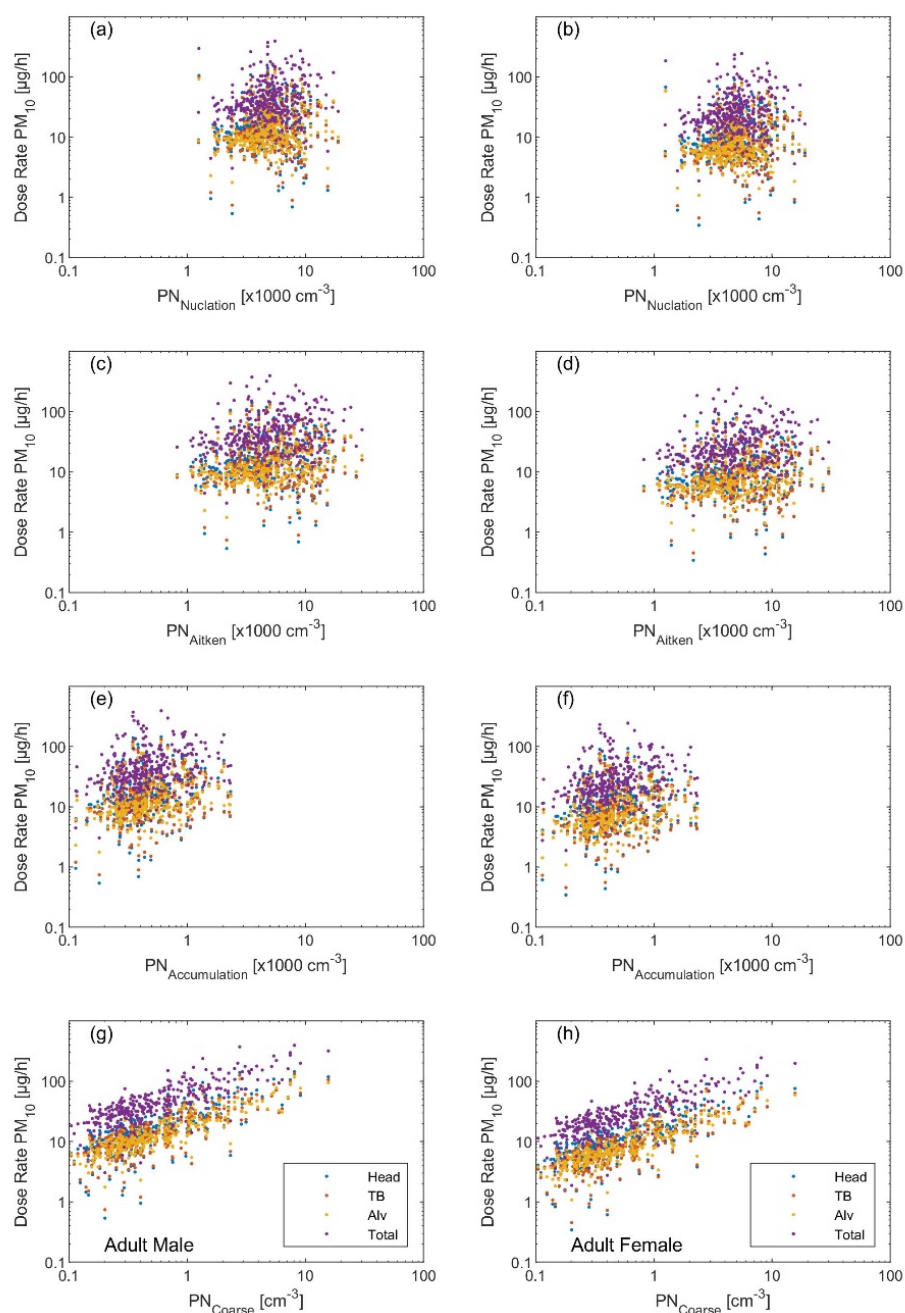 (a)
Dose Rate PM10 [µg/h]
100
10
1
0.1
0.1 1 10 100
PNNuclation [x1000 cm-3]
(b)
Dose Rate PM10 [µg/h]
100
10
1
0.1
0.1 1 10 100
PNNuclation [x1000 cm-3]
(c)
Dose Rate PM10 [µg/h]
100
10
1
0.1
0.1 1 10 100
PNAitken [x1000 cm-3]
(d)
Dose Rate PM10 [µg/h]
100
10
1
0.1
0.1 1 10 100
PNAitken [x1000 cm-3]
(e)
Dose Rate PM10 [µg/h]
100
10
1
0.1
0.1 1 10 100
PNAccumulation [x1000 cm-3]
(f)
Dose Rate PM10 [µg/h]
100
10
1
0.1
0.1 1 10 100
PNAccumulation [x1000 cm-3]
(g)
Dose Rate PM10 [µg/h]
100
10
1
0.1
Head
TB
Alv
Total
Adult Male
0.1 1 10 100
PNCoarse [cm-3]
(h)
Dose Rate PM10 [µg/h]
100
10
1
0.1
Head
TB
Alv
Total
Adult Female
0.1 1 10 100
PNCoarse [cm-3]